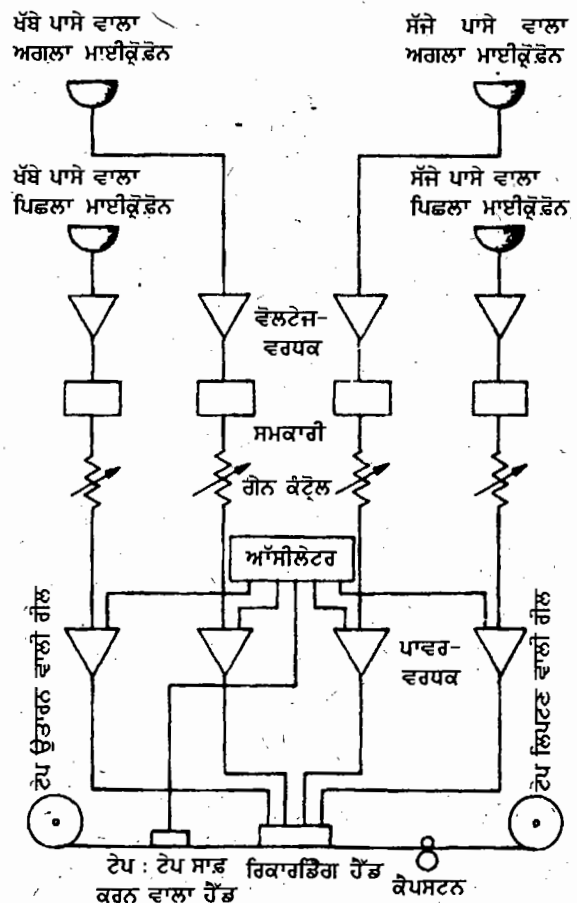 ਖੱਬੇ ਪਾਸੇ ਵਾਲਾ
ਅਗਲਾ ਮਾਈਕ੍ਰੋਫ਼ੋਨ
ਸੱਜੇ ਪਾਸੇ ਵਾਲਾ
ਅਗਲਾ ਮਾਈਕ੍ਰੋਫ਼ੋਨ
ਖੱਬੇ ਪਾਸੇ ਵਾਲਾ
ਪਿਛਲਾ ਮਾਈਕ੍ਰੋਫ਼ੋਨ
ਸੱਜੇ ਪਾਸੇ ਵਾਲਾ
ਪਿਛਲਾ ਮਾਈਕ੍ਰੋਫ਼ੋਨ
ਵੋਲਟੇਜ-
ਵਰਧਕ
ਸਮਕਾਰੀ
ਗੇਨ ਕੰਟ੍ਰੋਲ
ਆੱਸੀਲੇਟਰ
ਪਾਵਰ-
ਵਰਧਕ
ਟੇਪ ਉਤਾਰਨ ਵਾਲੀ ਰੀਲ
ਟੇਪ ਲਿਪਟਣ ਵਾਲੀ ਰੀਲ
ਟੇਪ : ਟੇਪ ਸਾਫ਼
ਕਰਨ ਵਾਲਾ ਹੈੱਡ
ਰਿਕਾਰਡਿੰਗ ਹੈੱਡ
ਕੈਪਸਟਨ